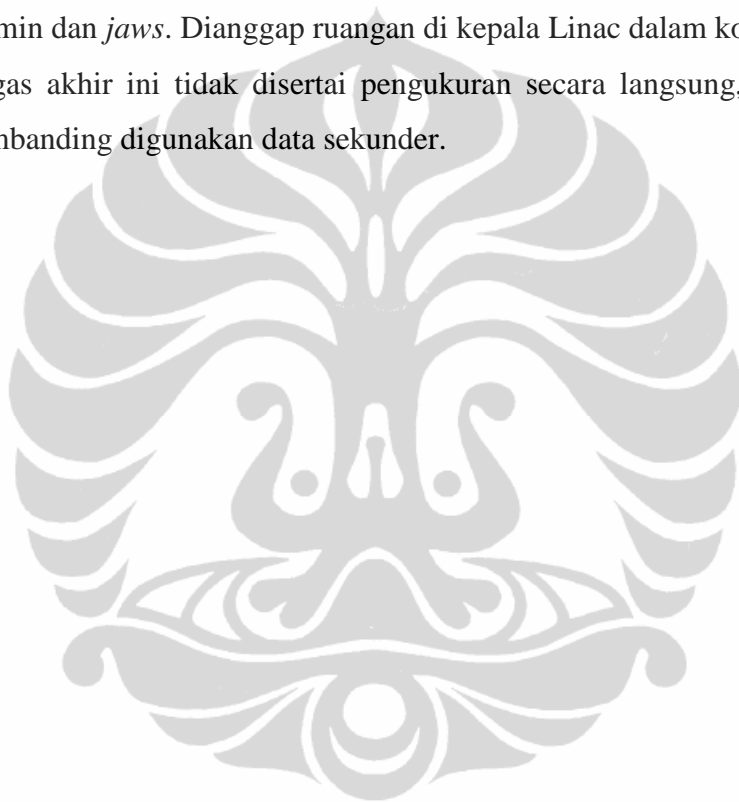 min dan jaws. Dianggap ruangan di kepala Linac dalam ko
gas akhir ini tidak disertai pengukuran secara langsung,
mbanding digunakan data sekunder.